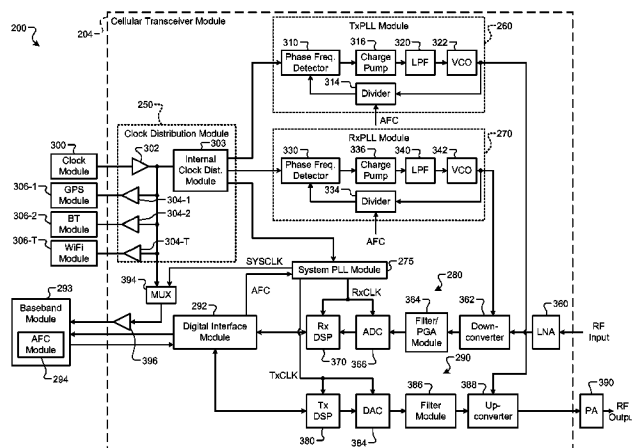 200
204
Cellular Transceiver Module
TxPLL Module
260
310
316
320
322
Phase Freq.
Detector
Charge
Pump
LPF
VCO
314
Divider
AFC
250
Clock Distribution Module
300
302
303
Clock
Module
Internal
Clock Dist.
Module
RxPLL Module
270
330
336
340
342
Phase Freq.
Detector
Charge
Pump
LPF
VCO
334
Divider
AFC
306-1
GPS
Module
304-1
306-2
BT
Module
304-2
306-T
WiFi
Module
304-T
SYSCLK
System PLL Module
275
394
MUX
AFC
RxCLK
280
293
292
364
362
360
Baseband
Module
AFC
Module
294
396
Digital Interface
Module
Rx
DSP
370
ADC
366
Filter/
PGA
Module
Down-
converter
LNA
RF
Input
290
TxCLK
386
388
390
Tx
DSP
380
DAC
384
Filter
Module
Up-
converter
PA
RF
Output